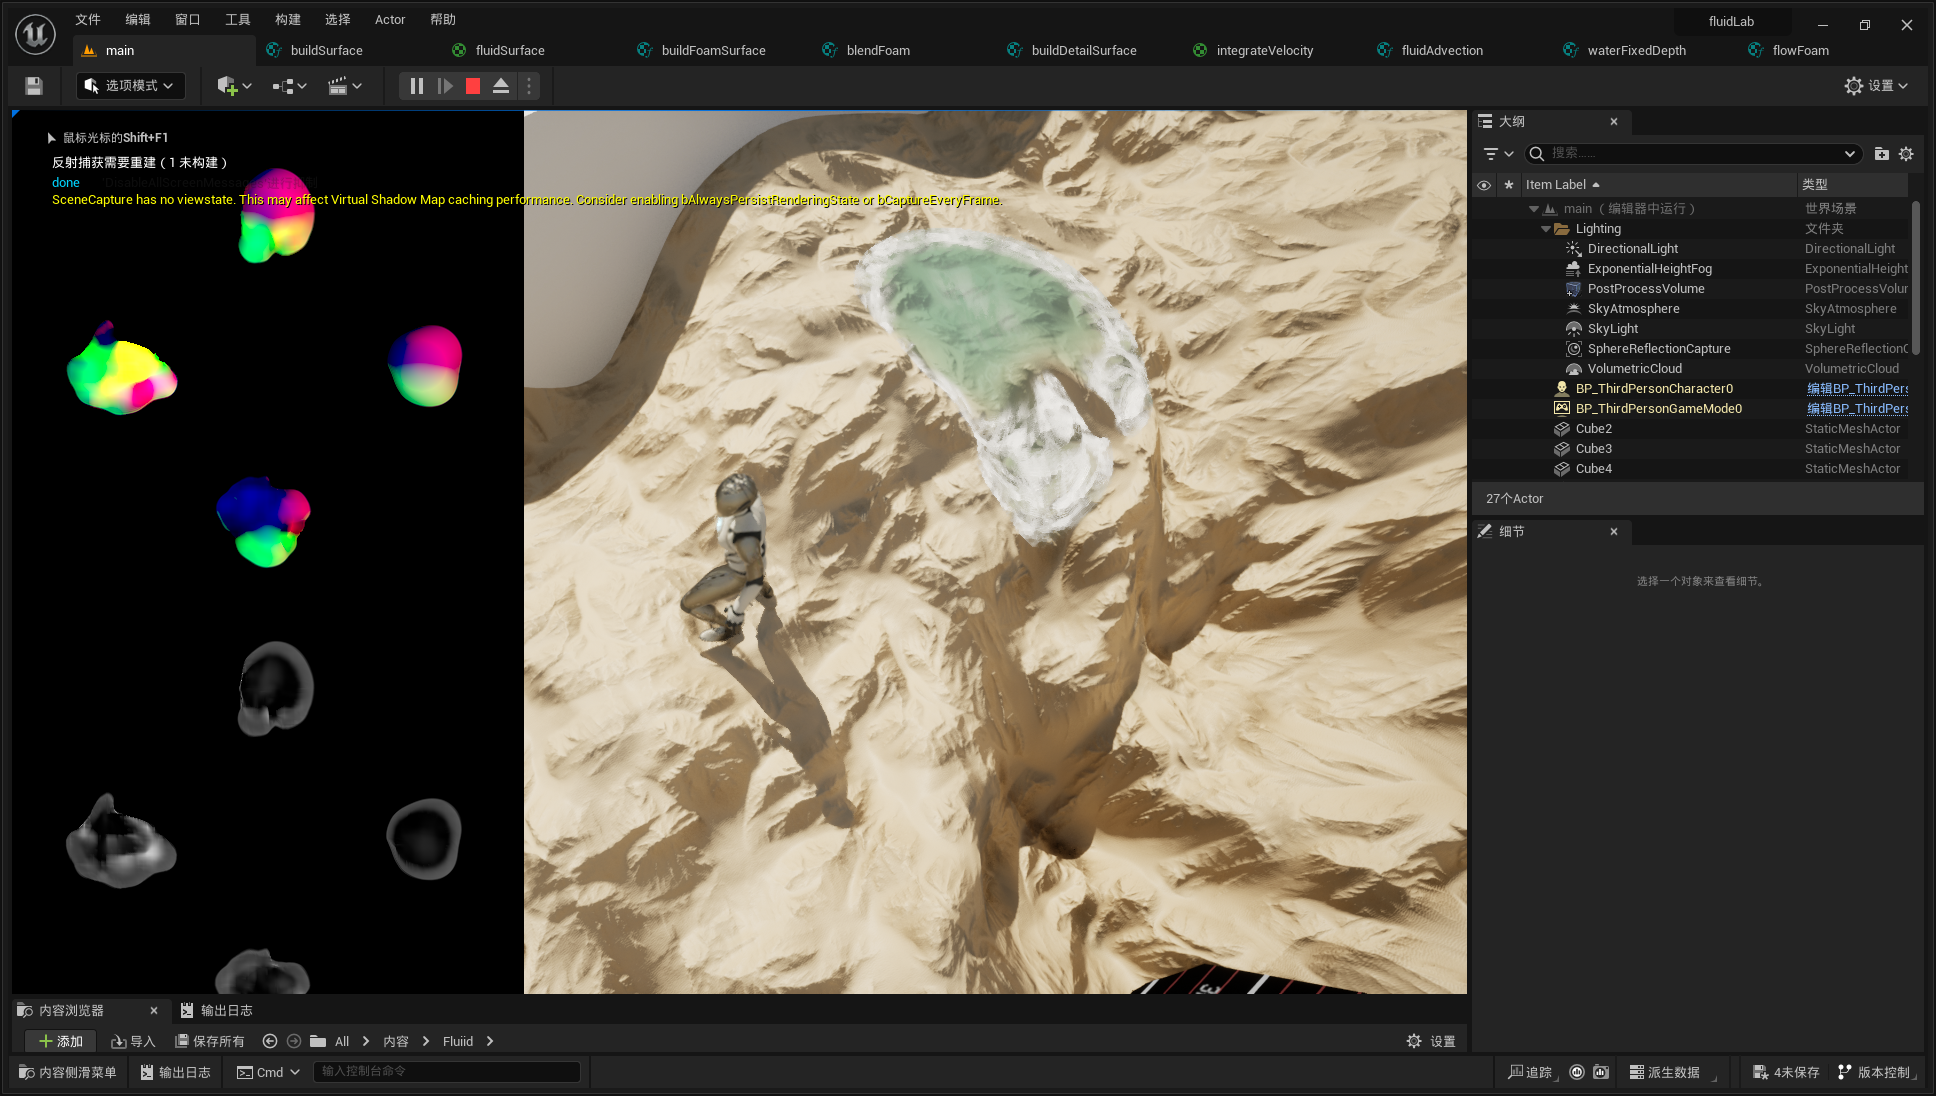 文件 编辑 窗口 工具 构建 选择 Actor 帮助
fluidLab
main
buildSurface
fluidSurface
buildFoamSurface
blendFoam
buildDetailSurface
integrateVelocity
fluidAdvection
waterFixedDepth
flowFoam
选项模式
设置
鼠标光标的Shift+F1
反射捕获需要重建（1 未构建）
done
SceneCapture has no viewstate. This may affect Virtual Shadow Map caching performance. Consider enabling bAlwaysPersistRenderingState or bCaptureEveryFrame.
大纲
搜索......
Item Label 类型
main（编辑器中运行） 世界场景
Lighting 文件夹
DirectionalLight DirectionalLight
ExponentialHeightFog ExponentialHeight
PostProcessVolume PostProcessVolur
SkyAtmosphere SkyAtmosphere
SkyLight SkyLight
SphereReflectionCapture SphereReflectionC
VolumetricCloud VolumetricCloud
BP_ThirdPersonCharacter0 编辑BP_ThirdPers
BP_ThirdPersonGameMode0 编辑BP_ThirdPers
Cube2 StaticMeshActor
Cube3 StaticMeshActor
Cube4 StaticMeshActor
27个Actor
细节
选择一个对象来查看细节。
内容浏览器
输出日志
添加 导入 保存所有 All 内容 Fluiid
设置
内容侧滑菜单 输出日志 Cmd 输入控制台命令
追踪 派生数据 4未保存 版本控制